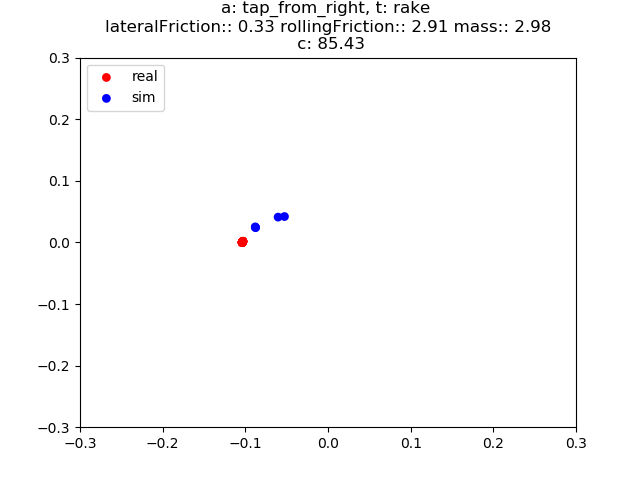 a: tap_from_right, t: rake
lateralFriction:: 0.33 rollingFriction:: 2.91 mass:: 2.98
c: 85.43
real
sim
0.3
0.2
0.1
0.0
−0.1
−0.2
−0.3
−0.3
−0.2
−0.1
0.0
0.1
0.2
0.3